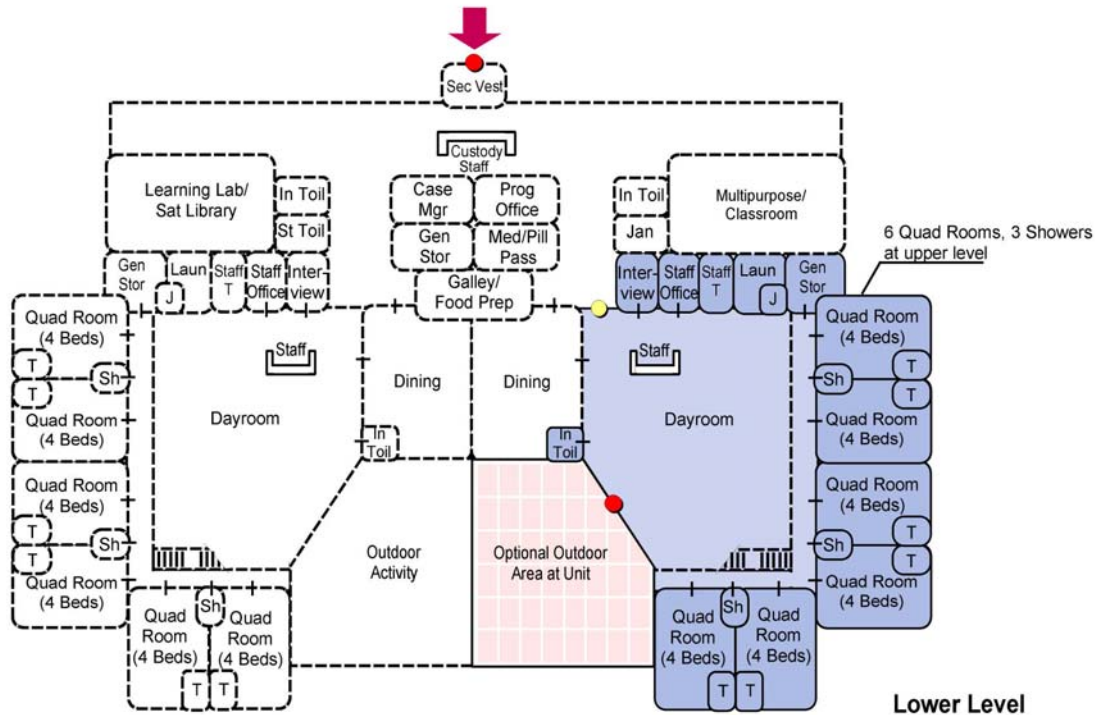 Sec Vest
Custody
Staff
Learning Lab/
Sat Library
In Toil
St Toil
Case
Mgr
Prog
Office
Gen
Stor
Med/Pill
Pass
Galley/
Food Prep
In Toil
Jan
Multipurpose/
Classroom
6 Quad Rooms, 3 Showers
at upper level
Gen
Stor
Laun
J
Staff
T
Staff
Office
Inter-
view
Inter-
view
Staff
Office
Staff
T
Laun
J
Gen
Stor
Quad Room
(4 Beds)
T
T
Sh
Quad Room
(4 Beds)
Quad Room
(4 Beds)
T
T
Sh
Quad Room
(4 Beds)
Staff
Dayroom
Dining
In
Toil
Dining
In
Toil
Staff
Dayroom
Quad Room
(4 Beds)
T
T
Sh
Quad Room
(4 Beds)
Quad Room
(4 Beds)
T
T
Sh
Quad Room
(4 Beds)
Outdoor
Activity
Optional Outdoor
Area at Unit
Quad
Room
(4 Beds)
Sh
Quad
Room
(4 Beds)
T
T
Quad
Room
(4 Beds)
Sh
Quad
Room
(4 Beds)
T
T
Lower Level